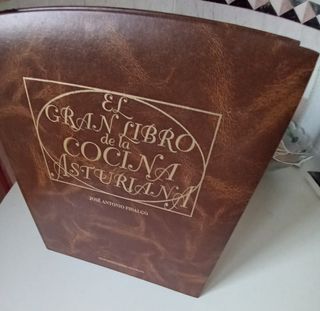 EL
GRAN LIBRO
de la
COCINA
ASTURIANA
JOSÉ ANTONIO FIDALGO